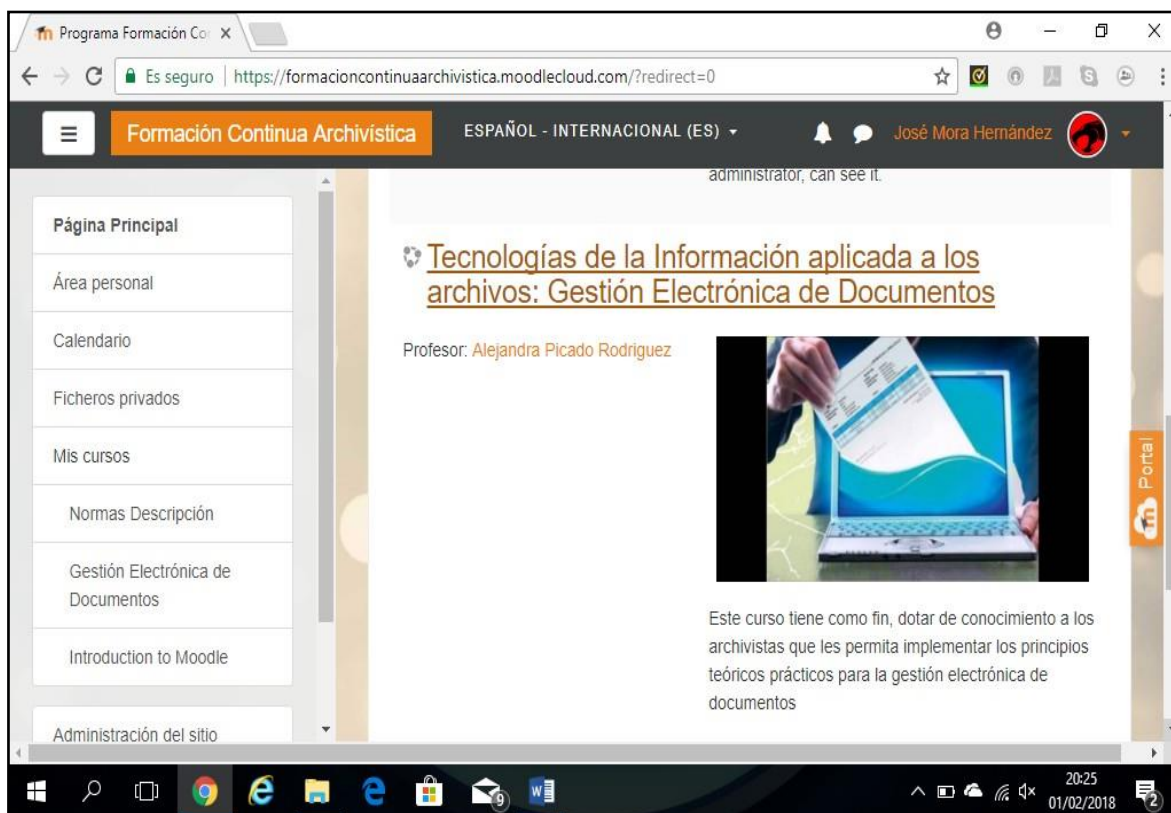 Programa Formación Co
Es seguro | https://formacioncontinuaarchivistica.moodlecloud.com/?redirect=0
Formación Continua Archivística
ESPAÑOL - INTERNACIONAL (ES)
José Mora Hernández
Página Principal
Área personal
Calendario
Ficheros privados
Mis cursos
Normas Descripción
Gestión Electrónica de
Documentos
Introduction to Moodle
Administración del sitio
administrator, can see it.
Tecnologías de la Información aplicada a los
archivos: Gestión Electrónica de Documentos
Profesor: Alejandra Picado Rodriguez
Este curso tiene como fin, dotar de conocimiento a los
archivistas que les permita implementar los principios
teóricos prácticos para la gestión electrónica de
documentos
Portal
9
20:25
01/02/2018
2